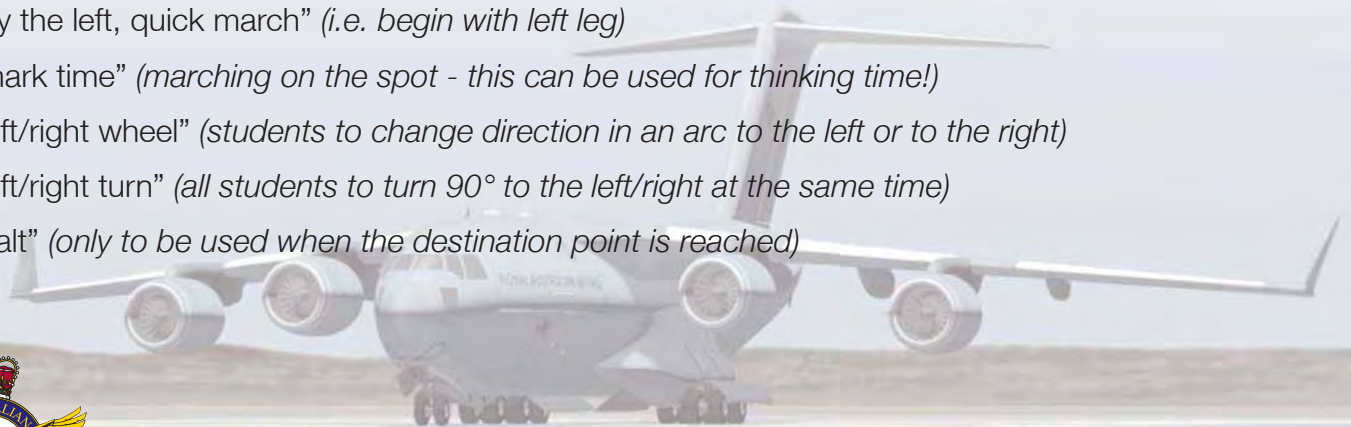 y the left, quick march” (i.e. begin with left leg)
ark time” (marching on the spot - this can be used for thinking time!)
ft/right wheel” (students to change direction in an arc to the left or to the right)
ft/right turn” (all students to turn 90° to the left/right at the same time)
alt” (only to be used when the destination point is reached)
ALIAN